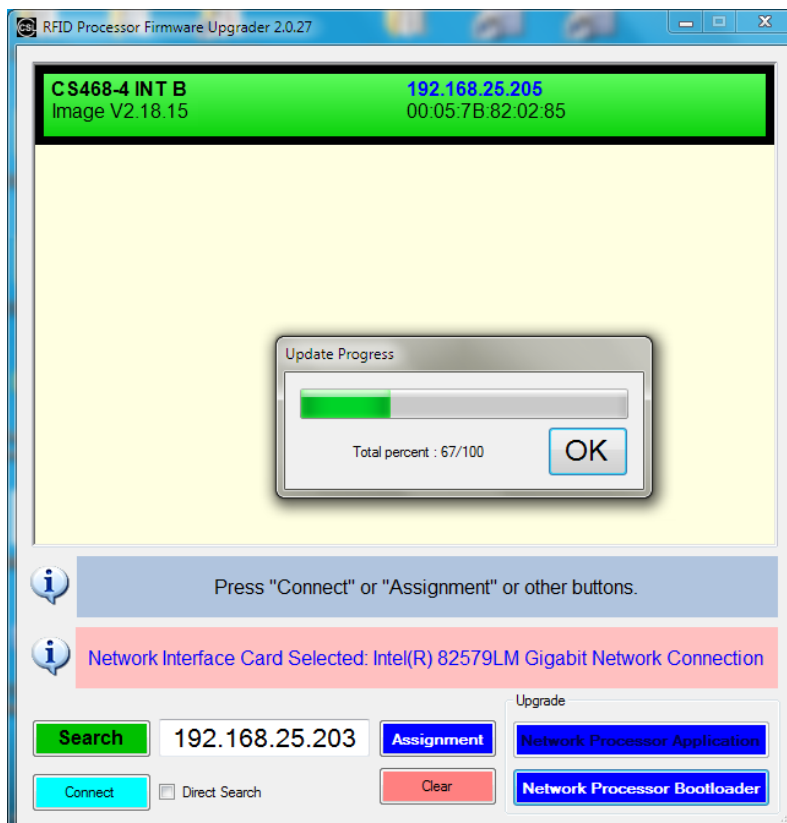 CSL RFID Processor Firmware Upgrader 2.0.27
CS468-4 INT B 192.168.25.205
Image V2.18.15 00:05:7B:82:02:85
Update Progress
Total percent : 67/100
OK
Press "Connect" or "Assignment" or other buttons.
Network Interface Card Selected: Intel(R) 82579LM Gigabit Network Connection
Upgrade
Search 192.168.25.203 Assignment Network Processor Application
Connect Direct Search Clear Network Processor Bootloader